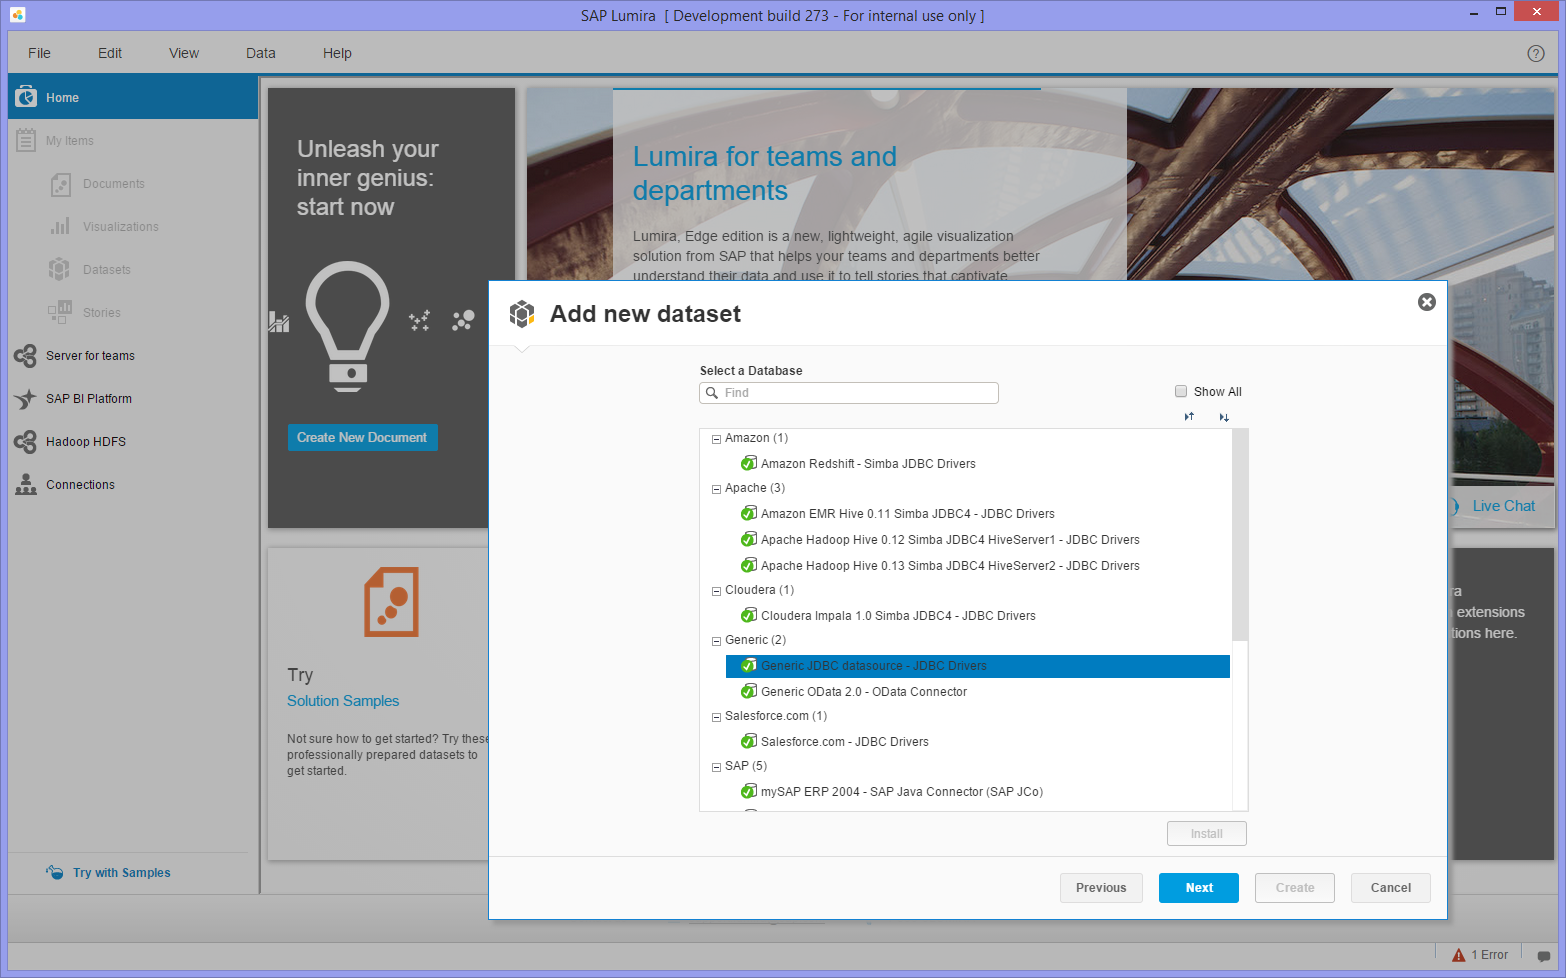 SAP Lumira [ Development build 273 - For internal use only ]
File Edit View Data Help
Home
My Items
Documents
Visualizations
Datasets
Stories
Server for teams
SAP BI Platform
Hadoop HDFS
Connections
Try with Samples
Unleash your
inner genius:
start now
Create New Document
Lumira for teams and
departments
Lumira, Edge edition is a new, lightweight, agile visualization
solution from SAP that helps your teams and departments better
understand their data and use it to tell stories that captivate
Live Chat
Try
Solution Samples
Not sure how to get started? Try these
professionally prepared datasets to
get started.
extensions
here.
Add new dataset
Select a Database
Find
Show All
Amazon (1)
Amazon Redshift - Simba JDBC Drivers
Apache (3)
Amazon EMR Hive 0.11 Simba JDBC4 - JDBC Drivers
Apache Hadoop Hive 0.12 Simba JDBC4 HiveServer1 - JDBC Drivers
Apache Hadoop Hive 0.13 Simba JDBC4 HiveServer2 - JDBC Drivers
Cloudera (1)
Cloudera Impala 1.0 Simba JDBC4 - JDBC Drivers
Generic (2)
Generic JDBC datasource - JDBC Drivers
Generic OData 2.0 - OData Connector
Salesforce.com (1)
Salesforce.com - JDBC Drivers
SAP (5)
mySAP ERP 2004 - SAP Java Connector (SAP JCo)
Install
Previous Next Create Cancel
1 Error